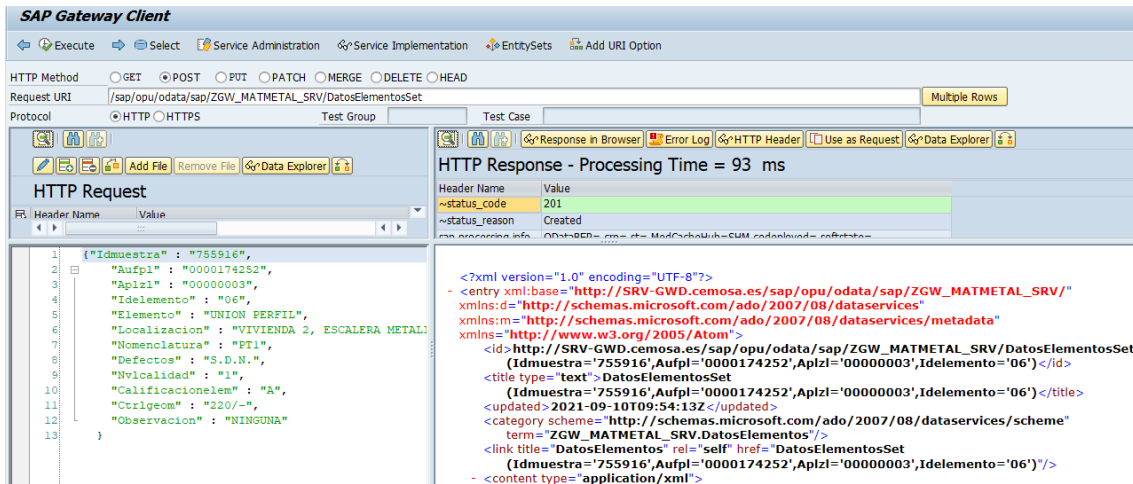 SAP Gateway Client
Execute Select Service Administration Service Implementation EntitySets Add URI Option
HTTP Method GET POST PUT PATCH MERGE DELETE HEAD
Request URI /sap/opu/odata/sap/ZGW_MATMETAL_SRV/DatosElementosSet Multiple Rows
Protocol HTTP HTTPS Test Group Test Case
Add File Remove File Data Explorer
HTTP Request
Header Name Value
1 {"Idmuestra" : "755916",
2 "Aufpl" : "0000174252",
3 "Aplzl" : "00000003",
4 "Idelemento" : "06",
5 "Elemento" : "UNION PERFIL",
6 "Localizacion" : "VIVIENDA 2, ESCALERA METALI
7 "Nomenclatura" : "PT1",
8 "Defectos" : "S.D.N.",
9 "Nvlcalidad" : "1",
10 "Calificacionelem" : "A",
11 "Ctrlgeom" : "220/-",
12 "Observacion" : "NINGUNA"
13 }
Response in Browser Error Log HTTP Header Use as Request Data Explorer
HTTP Response - Processing Time = 93 ms
Header Name Value
~status_code 201
~status_reason Created
<?xml version="1.0" encoding="UTF-8"?>
- <entry xml:base="http://SRV-GWD.cemosa.es/sap/opu/odata/sap/ZGW_MATMETAL_SRV/"
xmlns:d="http://schemas.microsoft.com/ado/2007/08/dataservices"
xmlns:m="http://schemas.microsoft.com/ado/2007/08/dataservices/metadata"
xmlns="http://www.w3.org/2005/Atom">
<id>http://SRV-GWD.cemosa.es/sap/opu/odata/sap/ZGW_MATMETAL_SRV/DatosElementosSet
(Idmuestra='755916',Aufpl='0000174252',Aplzl='00000003',Idelemento='06')</id>
<title type="text">DatosElementosSet
(Idmuestra='755916',Aufpl='0000174252',Aplzl='00000003',Idelemento='06')</title>
<updated>2021-09-10T09:54:13Z</updated>
<category scheme="http://schemas.microsoft.com/ado/2007/08/dataservices/scheme"
term="ZGW_MATMETAL_SRV.DatosElementos"/>
<link title="DatosElementos" rel="self" href="DatosElementosSet
(Idmuestra='755916',Aufpl='0000174252',Aplzl='00000003',Idelemento='06')"/>
- <content type="application/xml">